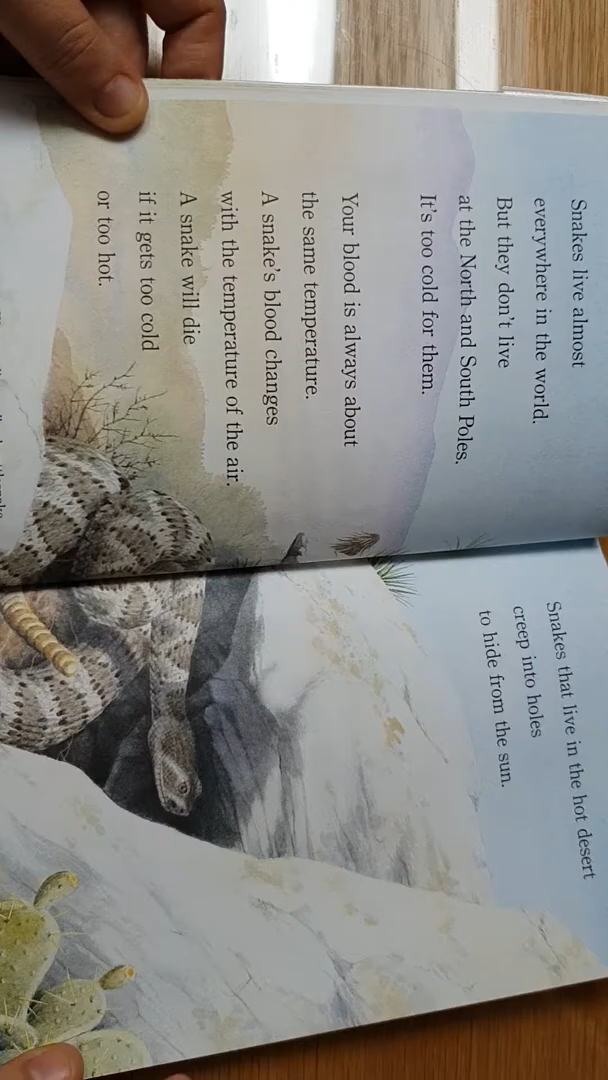 Snakes live almost
everywhere in the world.
But they don't live
at the North and South Poles.
It's too cold for them.
Your blood is always about
the same temperature.
A snake's blood changes
with the temperature of the air.
A snake will die
if it gets too cold
or too hot.
Snakes that live in the hot desert
creep into holes
to hide from the sun.